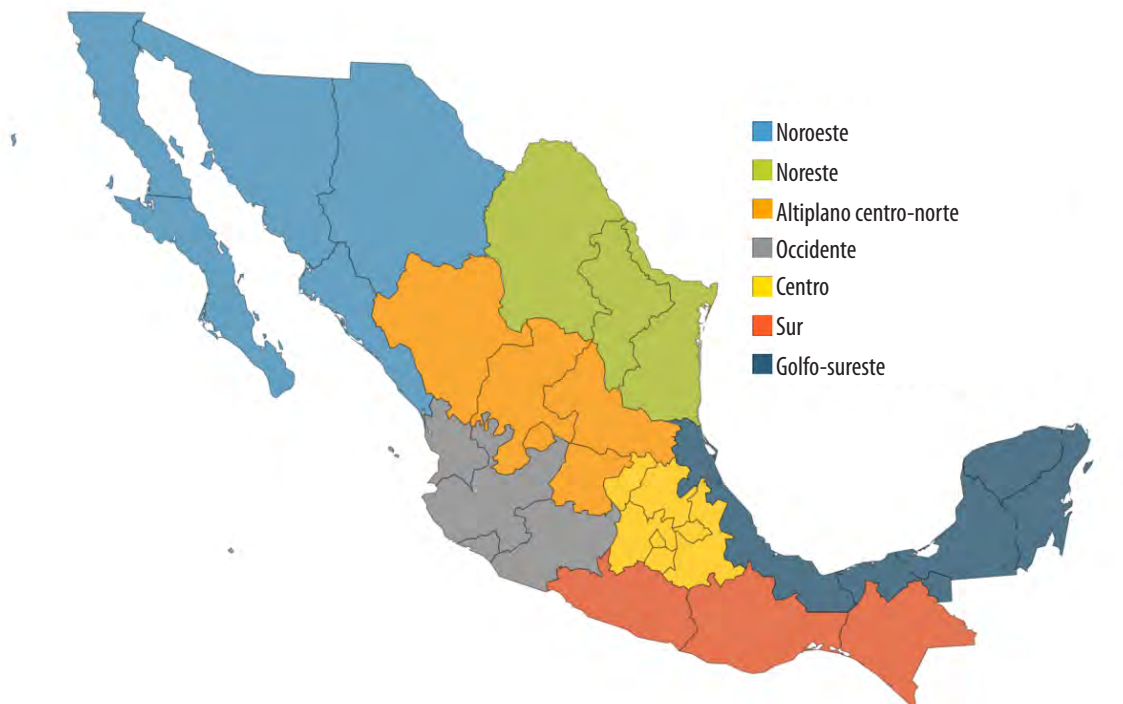 Noroeste
Noreste
Altiplano centro-norte
Occidente
Centro
Sur
Golfo-sureste